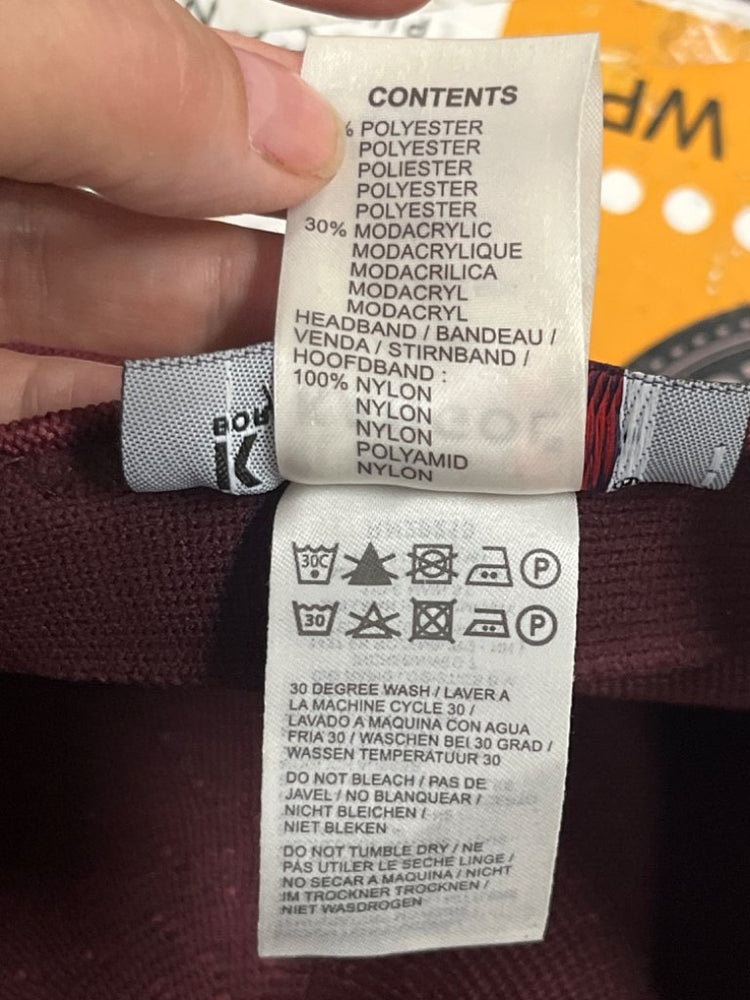 CONTENTS
% POLYESTER
POLYESTER
POLIESTER
POLYESTER
POLYESTER
30% MODACRYLIC
MODACRYLIQUE
MODACRILICA
MODACRYL
MODACRYL
HEADBAND / BANDEAU /
VENDA / STIRNBAND /
HOOFDBAND :
100% NYLON
NYLON
NYLON
POLYAMID
NYLON
30C P
30 P
30 DEGREE WASH / LAVER A
LA MACHINE CYCLE 30 /
LAVADO A MAQUINA CON AGUA
FRIA 30 / WASCHEN BEI 30 GRAD /
WASSEN TEMPERATUUR 30
DO NOT BLEACH / PAS DE
JAVEL / NO BLANQUEAR /
NICHT BLEICHEN /
NIET BLEKEN
DO NOT TUMBLE DRY / NE
PAS UTILER LE SECHE LINGE /
NO SECAR A MAQUINA / NICHT
IM TROCKNER TROCKNEN /
NIET WASDROGEN